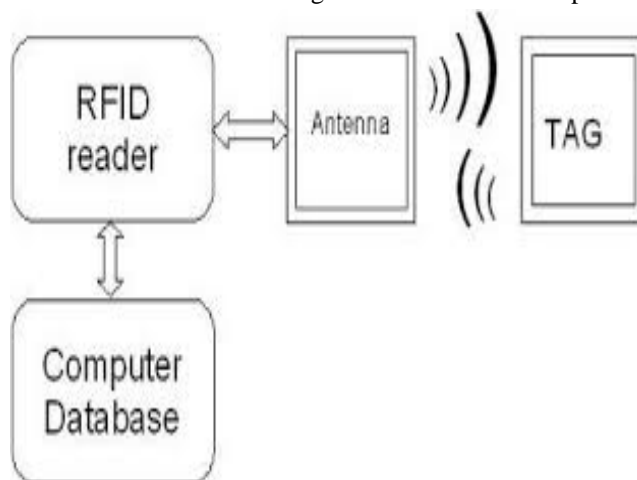 RFID
reader
Antenna
TAG
Computer
Database